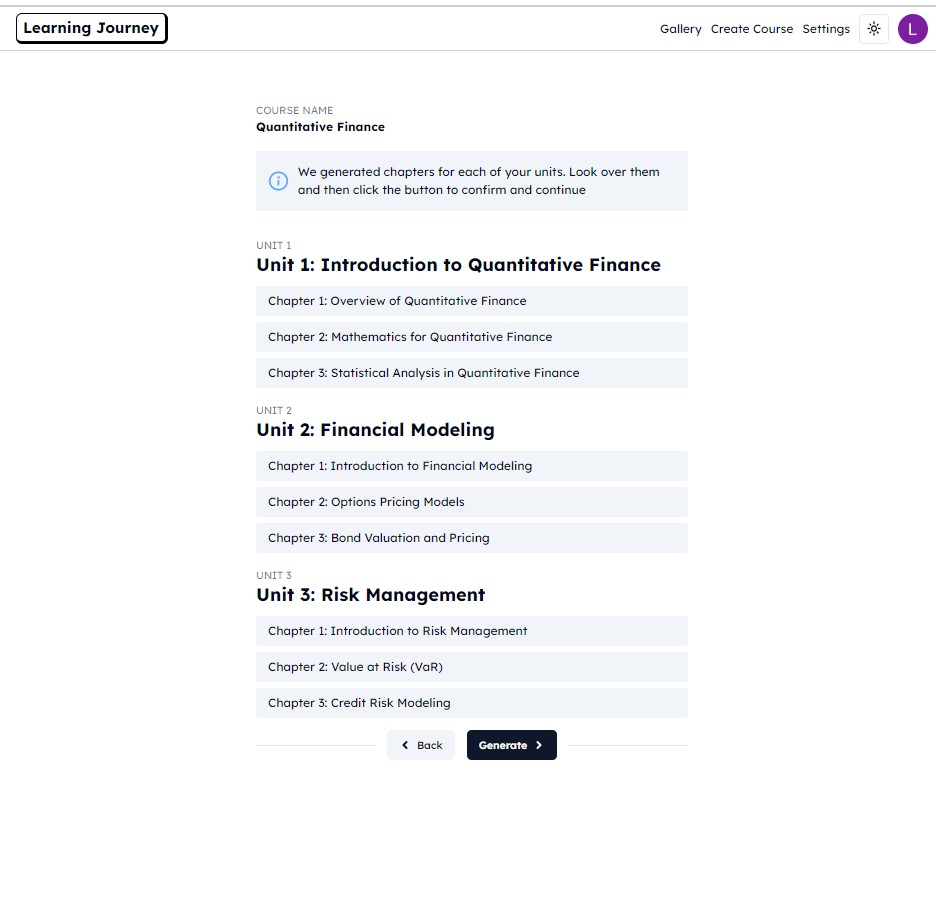 Learning Journey
Gallery Create Course Settings
L
COURSE NAME
Quantitative Finance
We generated chapters for each of your units. Look over them
and then click the button to confirm and continue
UNIT 1
Unit 1: Introduction to Quantitative Finance
Chapter 1: Overview of Quantitative Finance
Chapter 2: Mathematics for Quantitative Finance
Chapter 3: Statistical Analysis in Quantitative Finance
UNIT 2
Unit 2: Financial Modeling
Chapter 1: Introduction to Financial Modeling
Chapter 2: Options Pricing Models
Chapter 3: Bond Valuation and Pricing
UNIT 3
Unit 3: Risk Management
Chapter 1: Introduction to Risk Management
Chapter 2: Value at Risk (VaR)
Chapter 3: Credit Risk Modeling
Back Generate